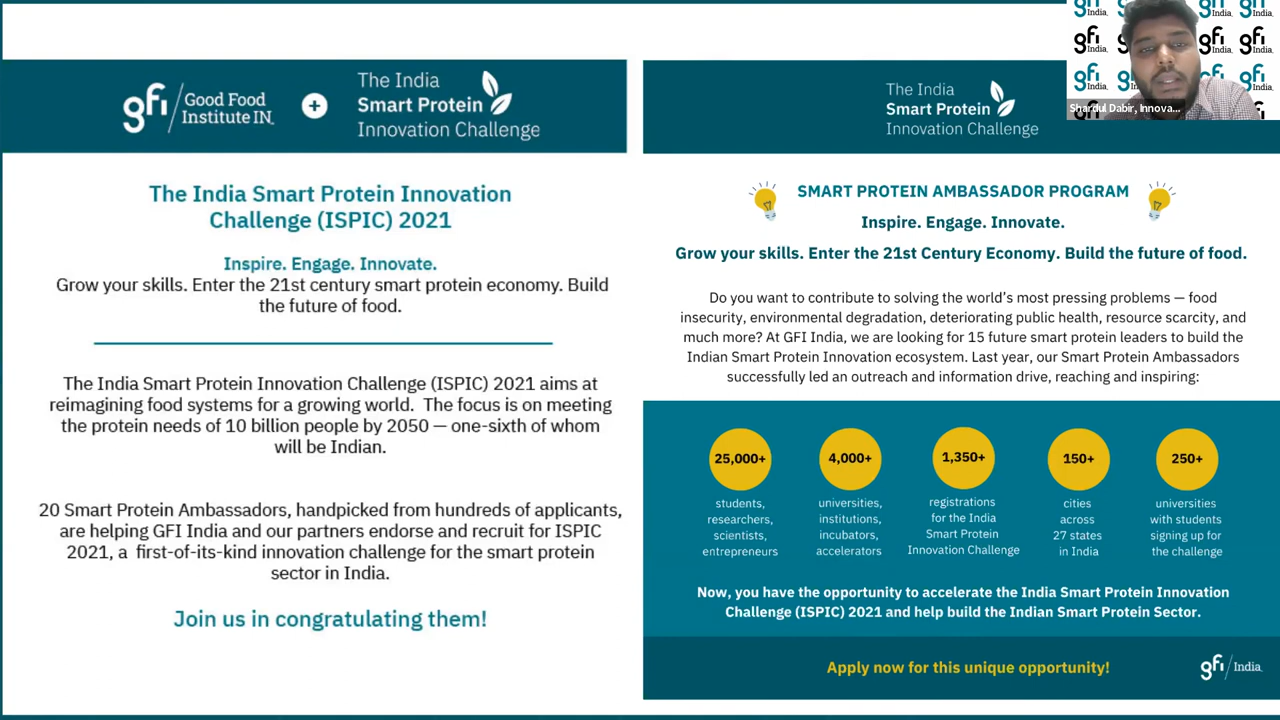 gfi Good Food
Institute IN.
+
The India
Smart Protein
Innovation Challenge
The India Smart Protein Innovation
Challenge (ISPIC) 2021
Inspire. Engage. Innovate.
Grow your skills. Enter the 21st century smart protein economy. Build
the future of food.
The India Smart Protein Innovation Challenge (ISPIC) 2021 aims at
reimagining food systems for a growing world. The focus is on meeting
the protein needs of 10 billion people by 2050 — one-sixth of whom
will be Indian.
20 Smart Protein Ambassadors, handpicked from hundreds of applicants,
are helping GFI India and our partners endorse and recruit for ISPIC
2021, a first-of-its-kind innovation challenge for the smart protein
sector in India.
Join us in congratulating them!
The India
Smart Protein
Innovation Challenge
SMART PROTEIN AMBASSADOR PROGRAM
Inspire. Engage. Innovate.
Grow your skills. Enter the 21st Century Economy. Build the future of food.
Do you want to contribute to solving the world's most pressing problems — food
insecurity, environmental degradation, deteriorating public health, resource scarcity, and
much more? At GFI India, we are looking for 15 future smart protein leaders to build the
Indian Smart Protein Innovation ecosystem. Last year, our Smart Protein Ambassadors
successfully led an outreach and information drive, reaching and inspiring:
25,000+
students,
researchers,
scientists,
entrepreneurs
4,000+
universities,
institutions,
incubators,
accelerators
1,350+
registrations
for the India
Smart Protein
Innovation Challenge
150+
cities
across
27 states
in India
250+
universities
with students
signing up for
the challenge
Now, you have the opportunity to accelerate the India Smart Protein Innovation
Challenge (ISPIC) 2021 and help build the Indian Smart Protein Sector.
Apply now for this unique opportunity!
gfi India.
gfi India.
gfi India.
gfi India.
Shardul Dabir, Innova...